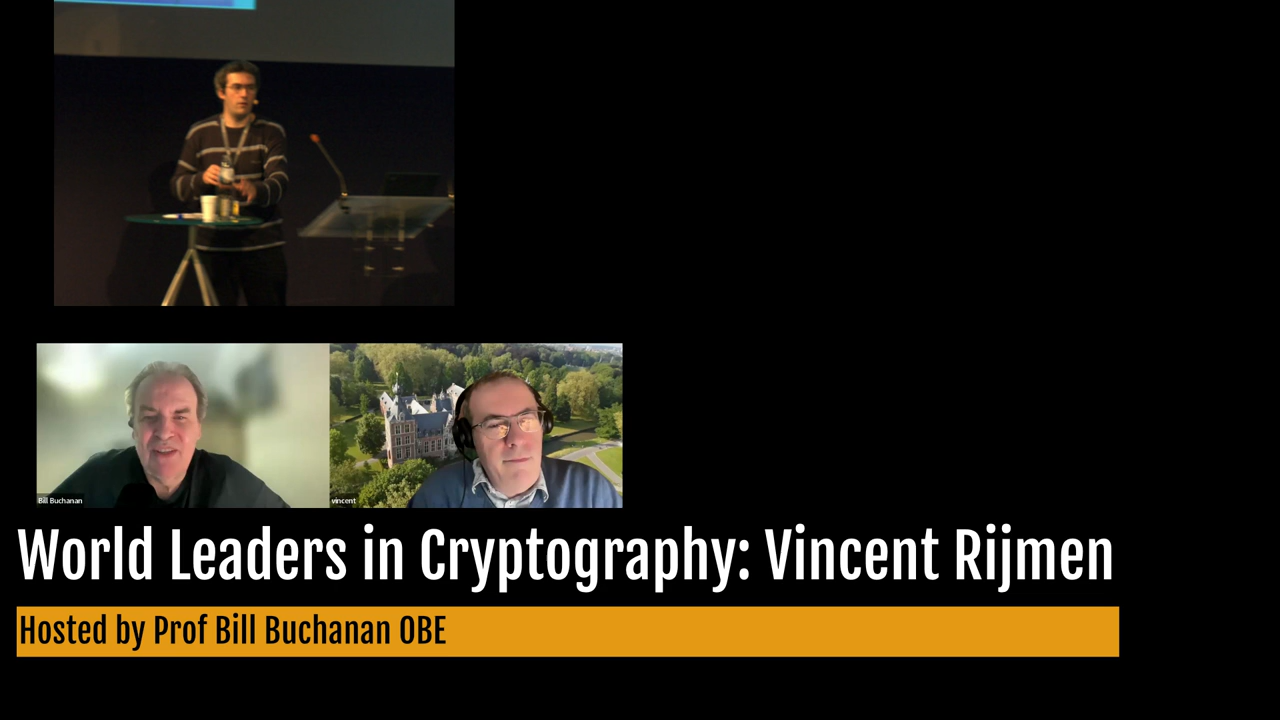 Bill Buchanan
vincent
World Leaders in Cryptography: Vincent Rijmen
Hosted by Prof Bill Buchanan OBE